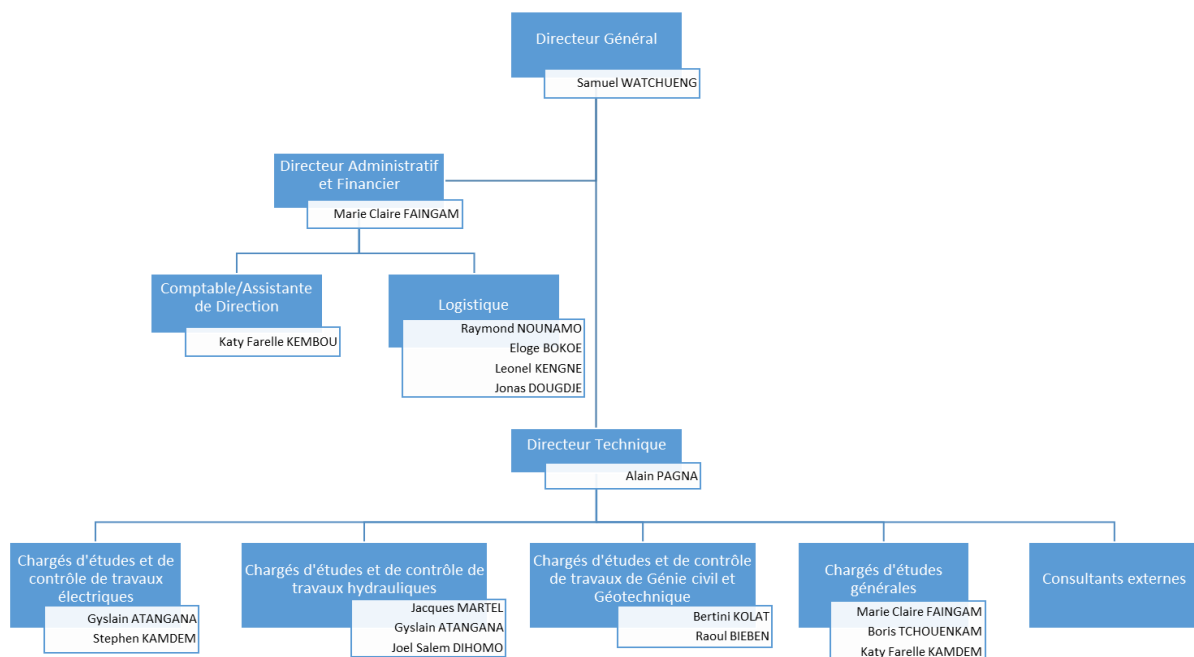 Directeur Général
Samuel WATCHUENG
Directeur Administratif
et Financier
Marie Claire FAINGAM
Comptable/Assistante
de Direction
Katy Farelle KEMBOU
Logistique
Raymond NOUNAMO
Eloge BOKOE
Leonel KENGNE
Jonas DOUGDJE
Directeur Technique
Alain PAGNA
Chargés d'études et de
contrôle de travaux
électriques
Gyslain ATANGANA
Stephen KAMDEM
Chargés d'études et de contrôle de
travaux hydrauliques
Jacques MARTEL
Gyslain ATANGANA
Joel Salem DIHOMO
Chargés d'études et de contrôle
de travaux de Génie civil et
Géotechnique
Bertini KOLAT
Raoul BIEBEN
Chargés d'études
générales
Marie Claire FAINGAM
Boris TCHOUENKAM
Katy Farelle KAMDEM
Consultants externes